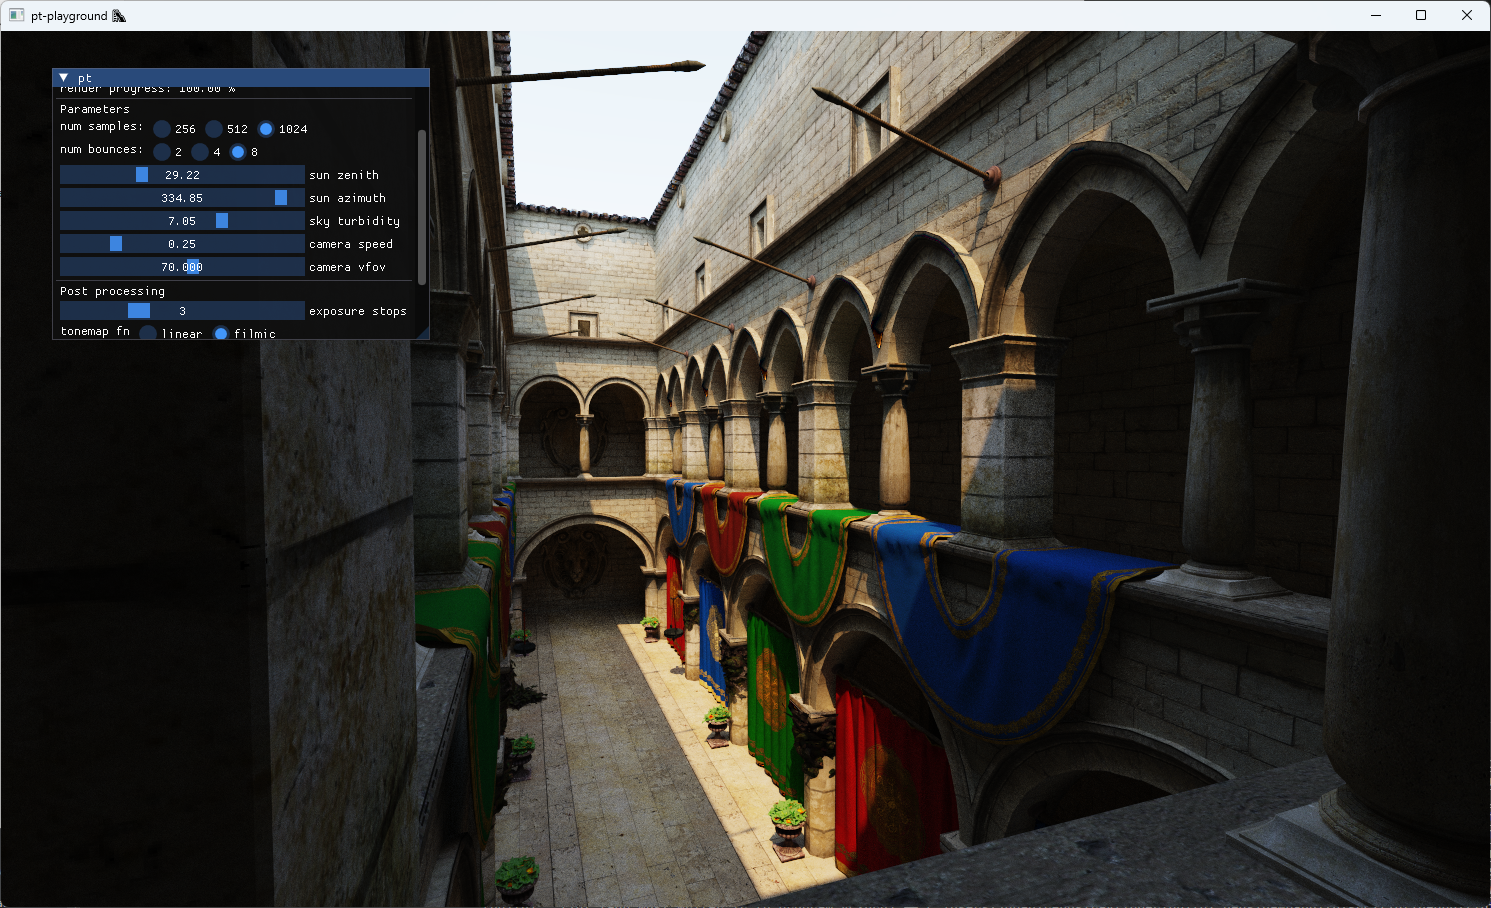 pt-playground
pt
render progress: 100.00 %
Parameters
num samples: 256 512 1024
num bounces: 2 4 8
29.22 sun zenith
334.85 sun azimuth
7.05 sky turbidity
0.25 camera speed
70.000 camera vfov
Post processing
3 exposure stops
tonemap fn linear filmic